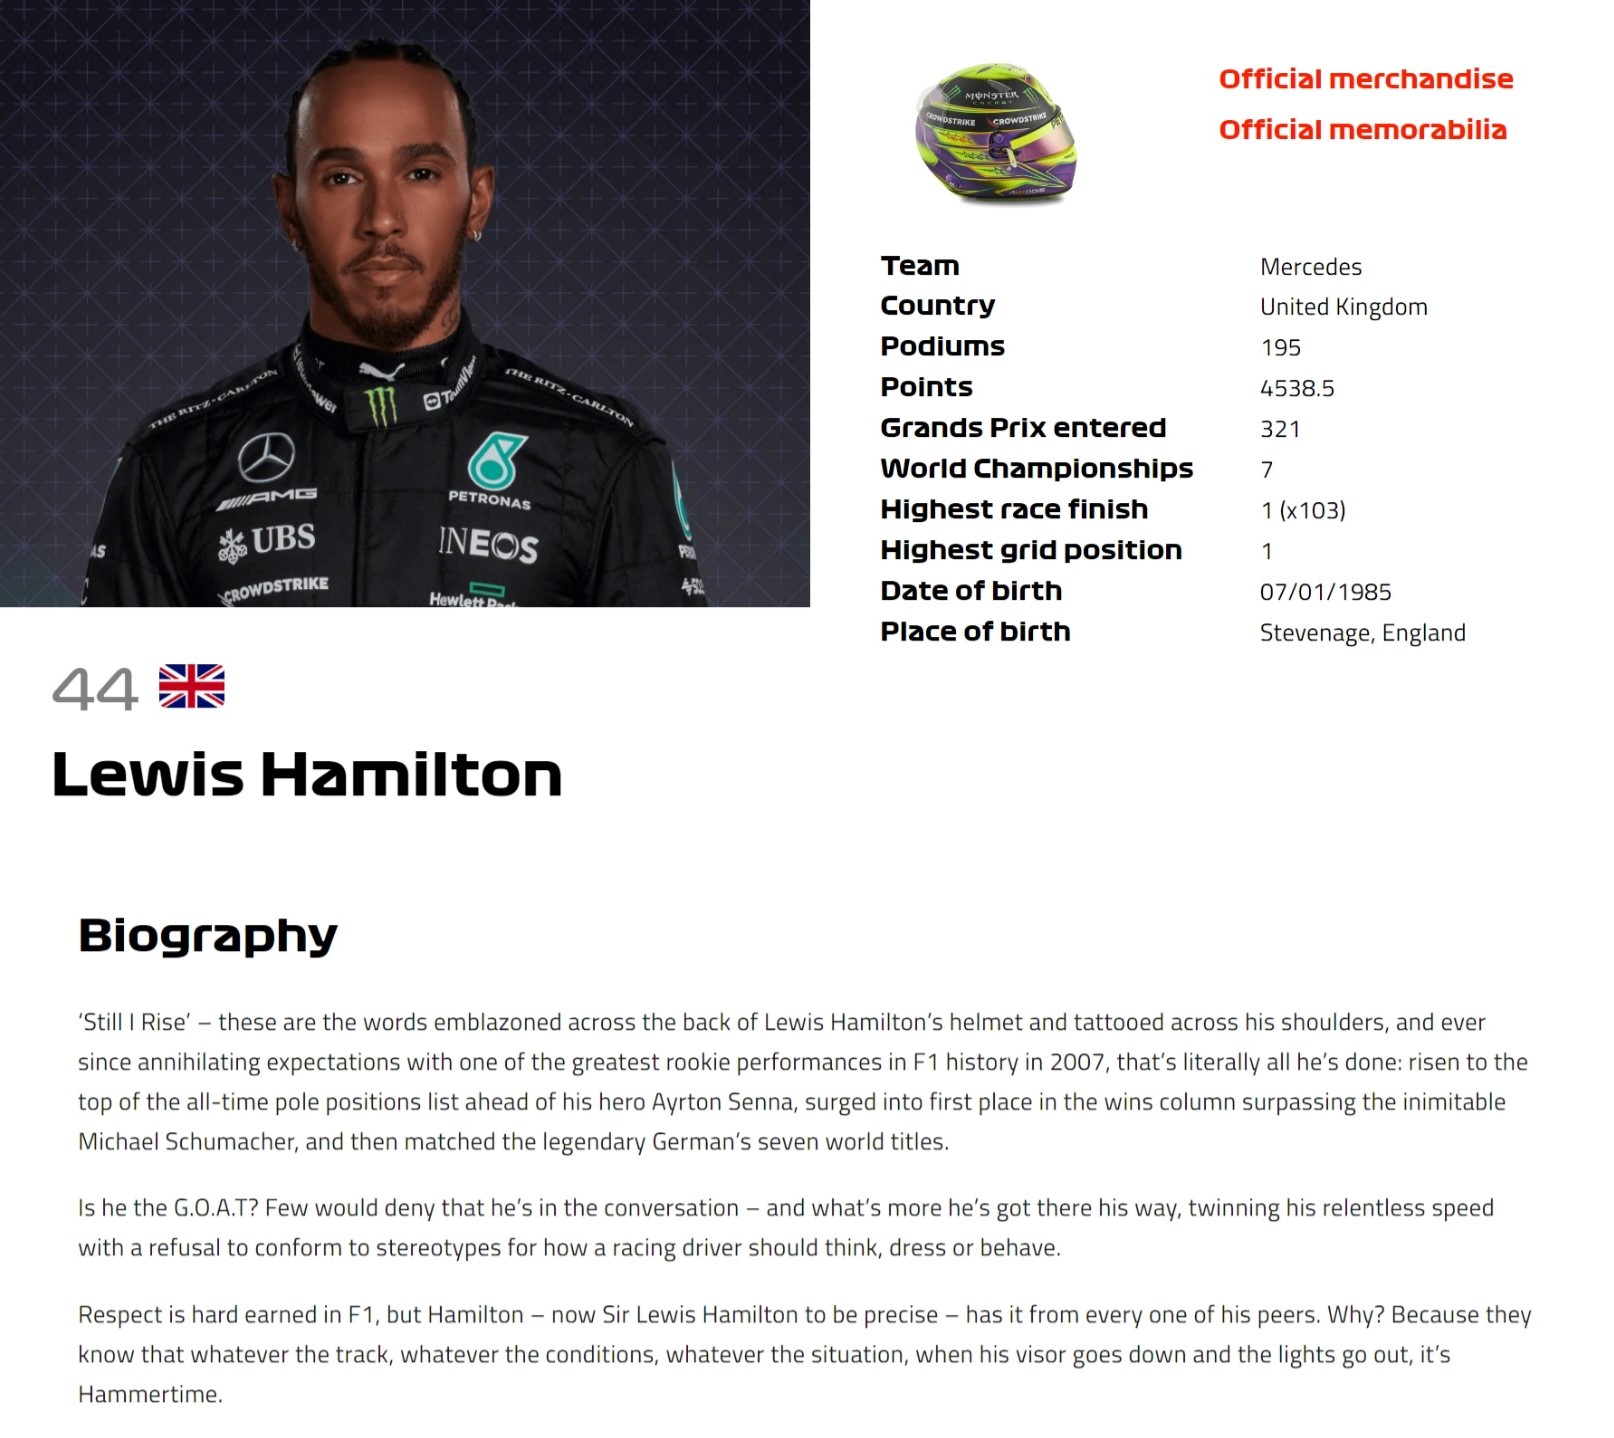 MONSTER
ENERGY
CROWDSTRIKE CROWDSTRIKE
Official merchandise
Official memorabilia
Team Mercedes
Country United Kingdom
Podiums 195
Points 4538.5
Grands Prix entered 321
World Championships 7
Highest race finish 1 (x103)
Highest grid position 1
Date of birth 07/01/1985
Place of birth Stevenage, England
THE RITZ-CARLTON
TeamView
THE RITZ-CARLTON
AMG
PETRONAS
UBS
INEOS
CROWDSTRIKE
Hewlett
44
Lewis Hamilton
Biography
‘Still I Rise’ – these are the words emblazoned across the back of Lewis Hamilton’s helmet and tattooed across his shoulders, and ever
since annihilating expectations with one of the greatest rookie performances in F1 history in 2007, that’s literally all he’s done: risen to the
top of the all-time pole positions list ahead of his hero Ayrton Senna, surged into first place in the wins column surpassing the inimitable
Michael Schumacher, and then matched the legendary German’s seven world titles.
Is he the G.O.A.T? Few would deny that he’s in the conversation – and what’s more he’s got there his way, twinning his relentless speed
with a refusal to conform to stereotypes for how a racing driver should think, dress or behave.
Respect is hard earned in F1, but Hamilton – now Sir Lewis Hamilton to be precise – has it from every one of his peers. Why? Because they
know that whatever the track, whatever the conditions, whatever the situation, when his visor goes down and the lights go out, it’s
Hammertime.